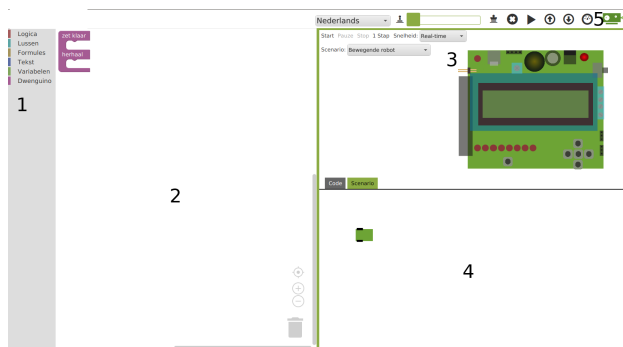 Nederlands
5
Logica
Lussen
Formules
Tekst
Variabelen
Dwenguino
1
zet klaar
herhaal
2
Start Pauze Stop 1 Stap Snelheid: Real-time
Scenario: Bewegende robot
3
Code Scenario
4